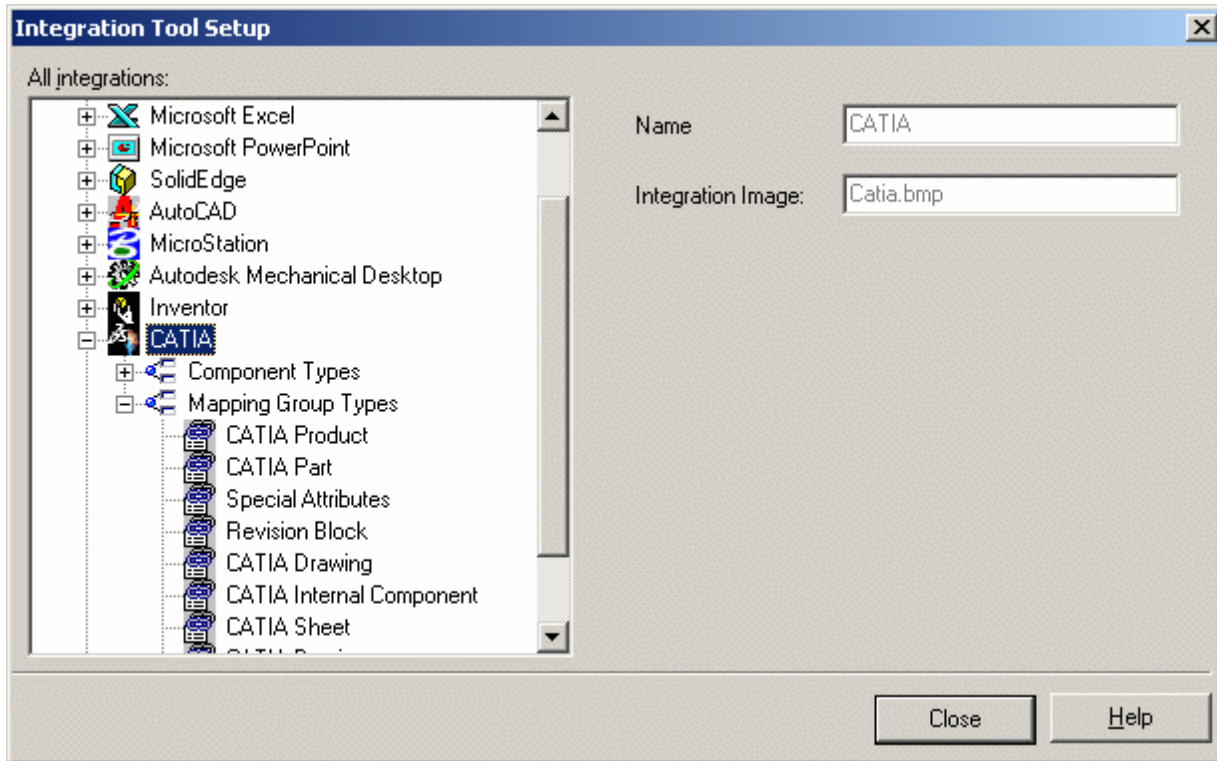 Integration Tool Setup
All integrations:
Microsoft Excel
Microsoft PowerPoint
SolidEdge
AutoCAD
MicroStation
Autodesk Mechanical Desktop
Inventor
CATIA
Component Types
Mapping Group Types
CATIA Product
CATIA Part
Special Attributes
Revision Block
CATIA Drawing
CATIA Internal Component
CATIA Sheet
Name
CATIA
Integration Image:
Catia.bmp
Close
Help